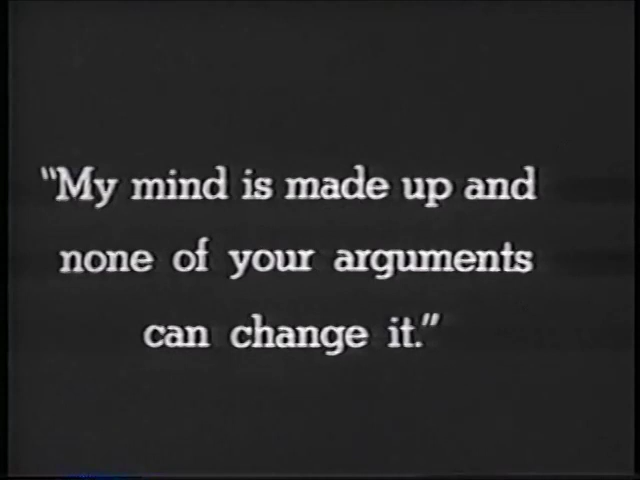 "My mind is made up and
none of your arguments
can change it."